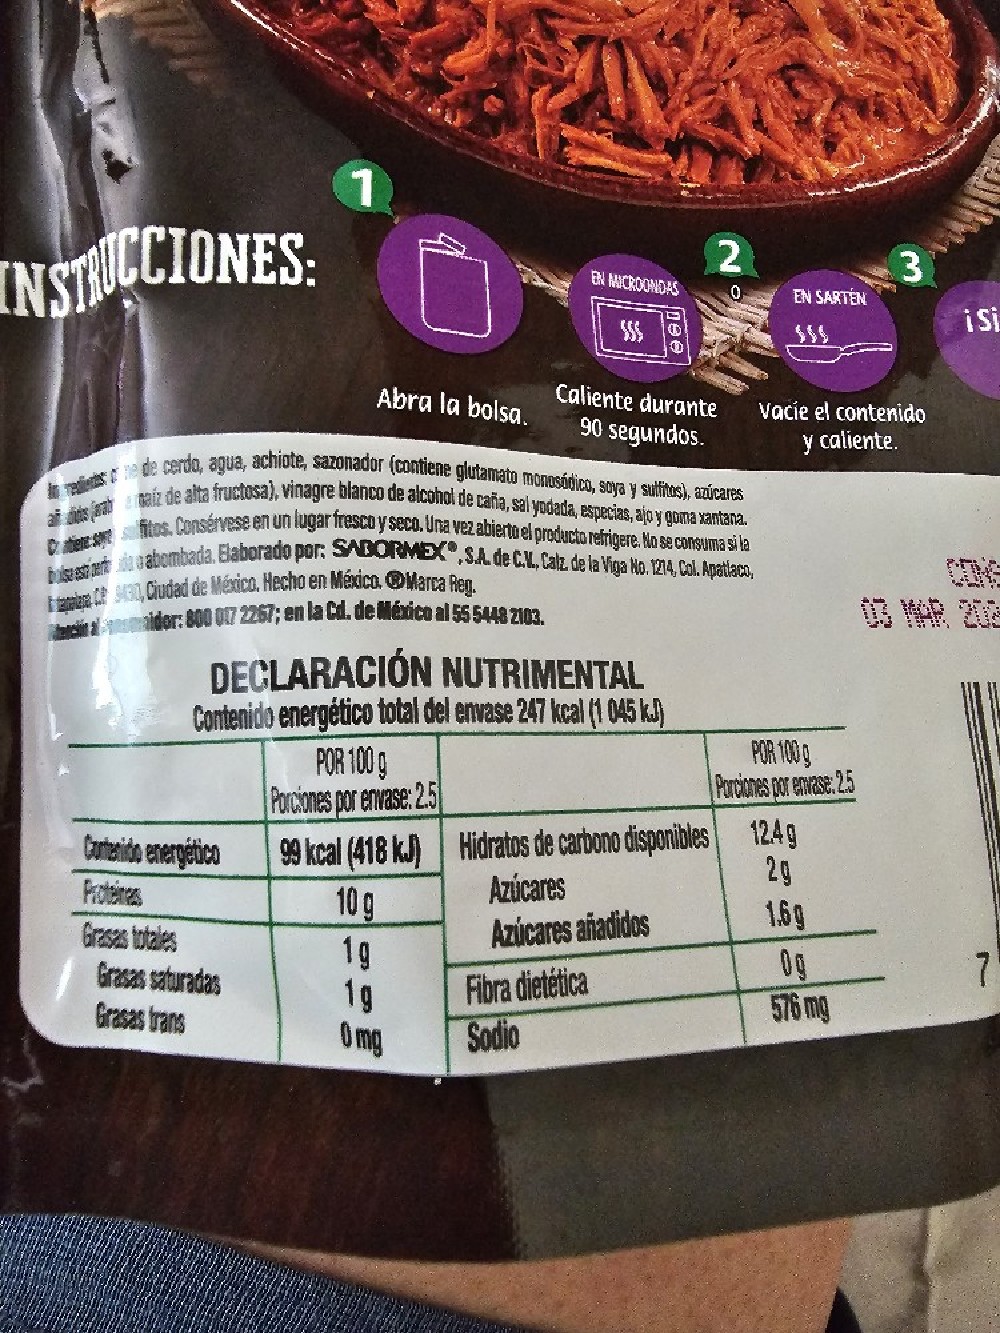 1
INSTRUCCIONES:
2
3
EN MICROONDAS
O
EN SARTÉN
¡Si
Abra la bolsa.
Caliente durante
90 segundos.
Vacíe el contenido
y caliente.
de cerdo, agua, achiote, sazonador (contiene glutamato monosódico, soya y sulfitos), azúcares
maíz de alta fructosa), vinagre blanco de alcohol de caña, sal yodada, especias, ajo y goma xantana.
Consérvese en un lugar fresco y seco. Una vez abierto el producto refrigere. No se consuma si la
o abombada. Elaborado por: SABORMEX®, S.A. de C.V., Calz. de la Viga No. 1214, Col. Apatlaco,
Ciudad de México. Hecho en México. ®Marca Reg.
800 017 2267; en la Cd. de México al 55 5448 2103.
CONS
03 MAR 202
DECLARACIÓN NUTRIMENTAL
Contenido energético total del envase 247 kcal (1 045 kJ)
POR 100 g
Porciones por envase: 2.5
POR 100 g
Porciones por envase: 2.5
Contenido energético 99 kcal (418 kJ) Hidratos de carbono disponibles 12.4 g
Proteínas 10 g Azúcares 2 g
Grasas totales 1 g Azúcares añadidos 1.6 g
Grasas saturadas 1 g Fibra dietética 0 g
Grasas trans 0 mg Sodio 576 mg
7